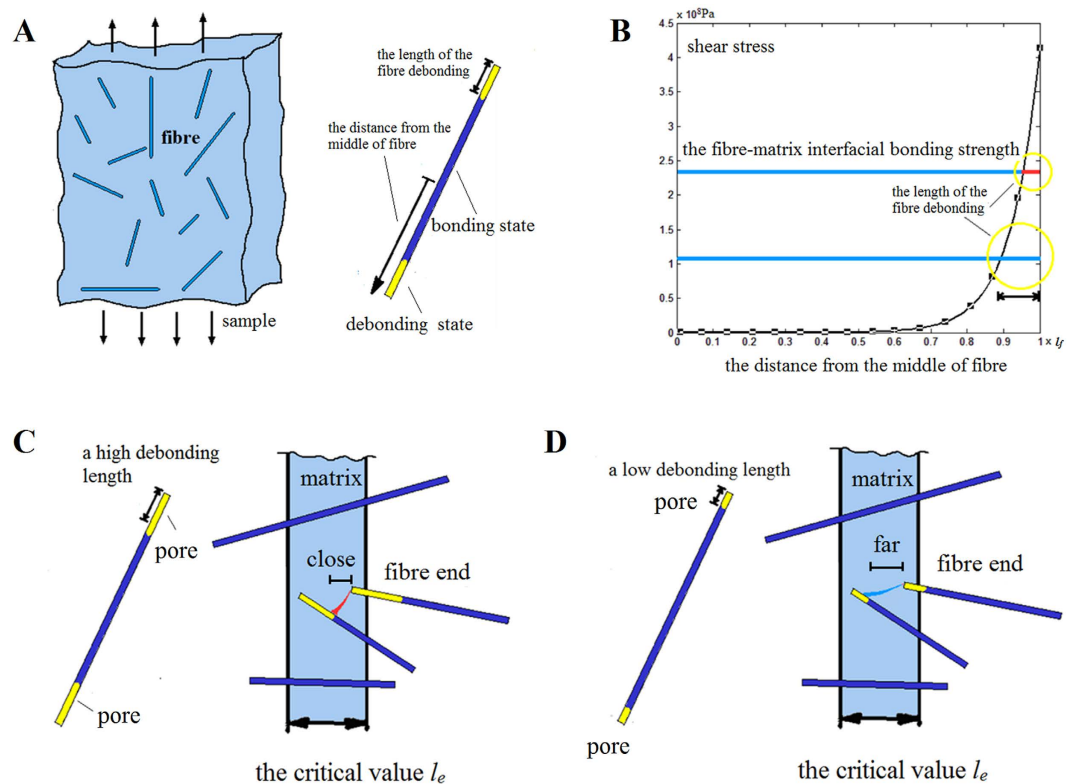 A
fibre
sample
the length of the
fibre debonding
the distance from the
middle of fibre
bonding state
debonding state
B
× 10⁸Pa
shear stress
4.5
4
3.5
3
the fibre-matrix interfacial bonding strength
2.5
2
the length of the
fibre debonding
1.5
1
0.5
0
0 0.1 0.2 0.3 0.4 0.5 0.6 0.7 0.8 0.9 1 × lf
the distance from the middle of fibre
C
a high debonding
length
pore
pore
matrix
close
fibre end
the critical value le
D
a low debonding length
pore
pore
matrix
far
fibre end
the critical value le